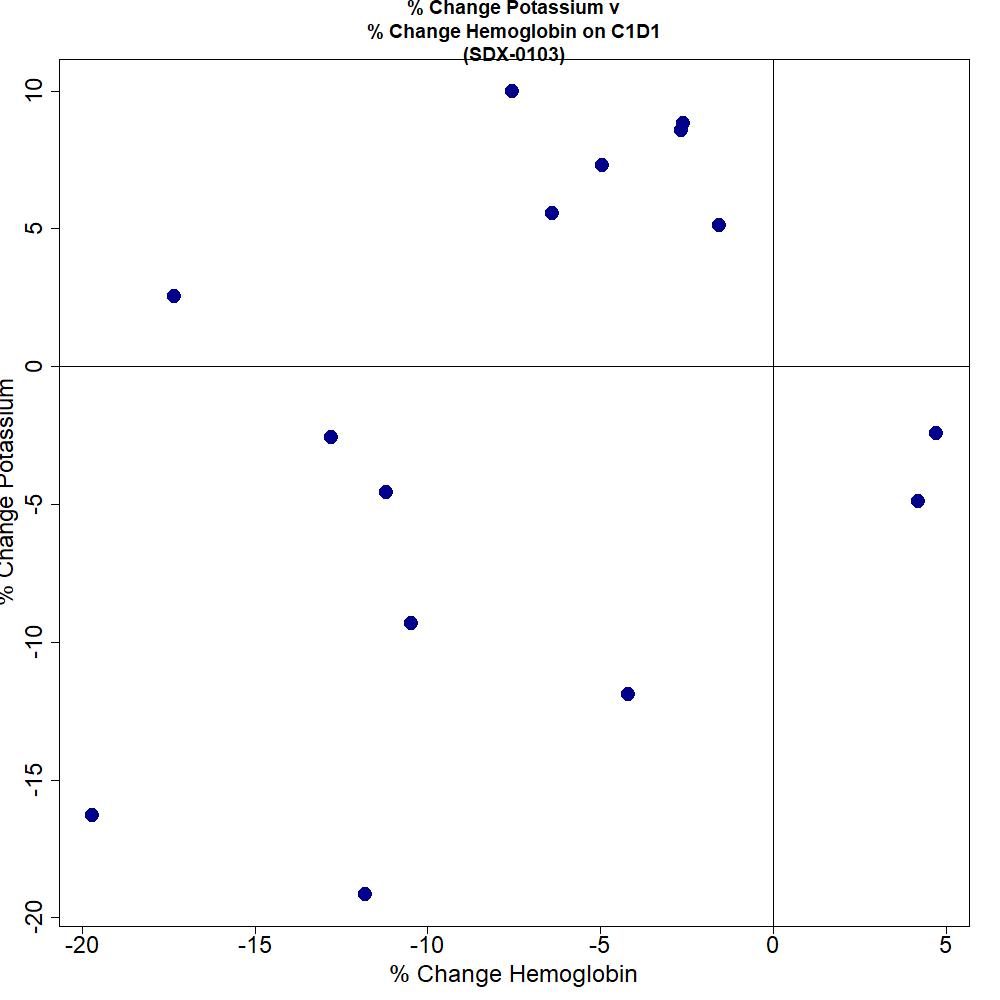 % Change Potassium v
% Change Hemoglobin on C1D1
(SDX-0103)
10
5
0
-5
-10
-15
-20
% Change Potassium
-20 -15 -10 -5 0 5
% Change Hemoglobin